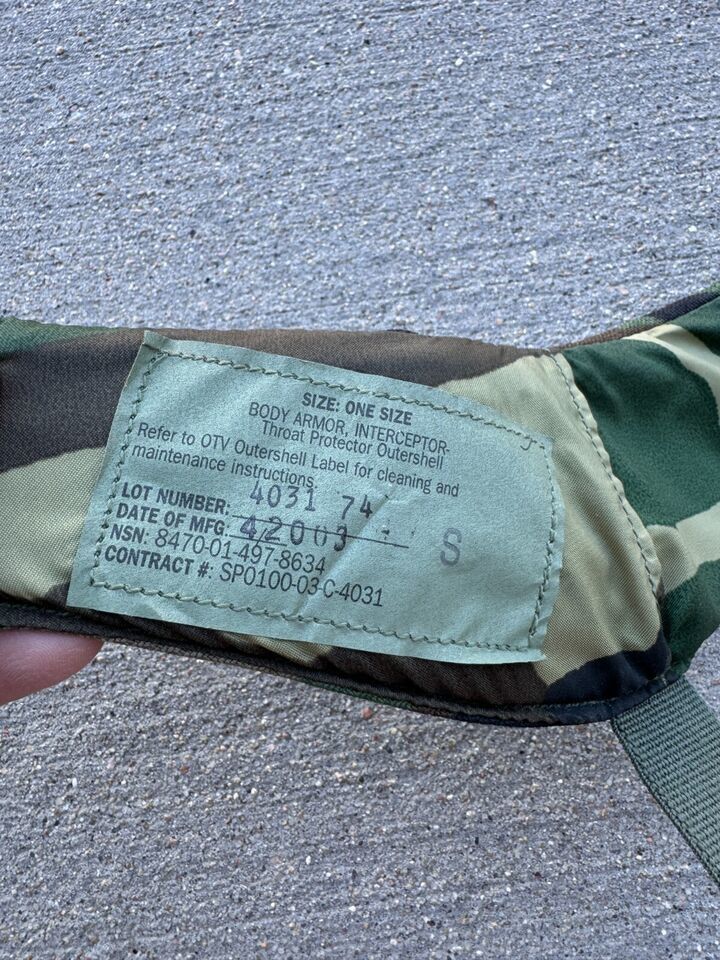 SIZE: ONE SIZE
BODY ARMOR, INTERCEPTOR-
Throat Protector Outershell
Refer to OTV Outershell Label for cleaning and
maintenance instructions.
LOT NUMBER: 4031 74
DATE OF MFG: 42003 S
NSN: 8470-01-497-8634
CONTRACT #: SP0100-03-C-4031